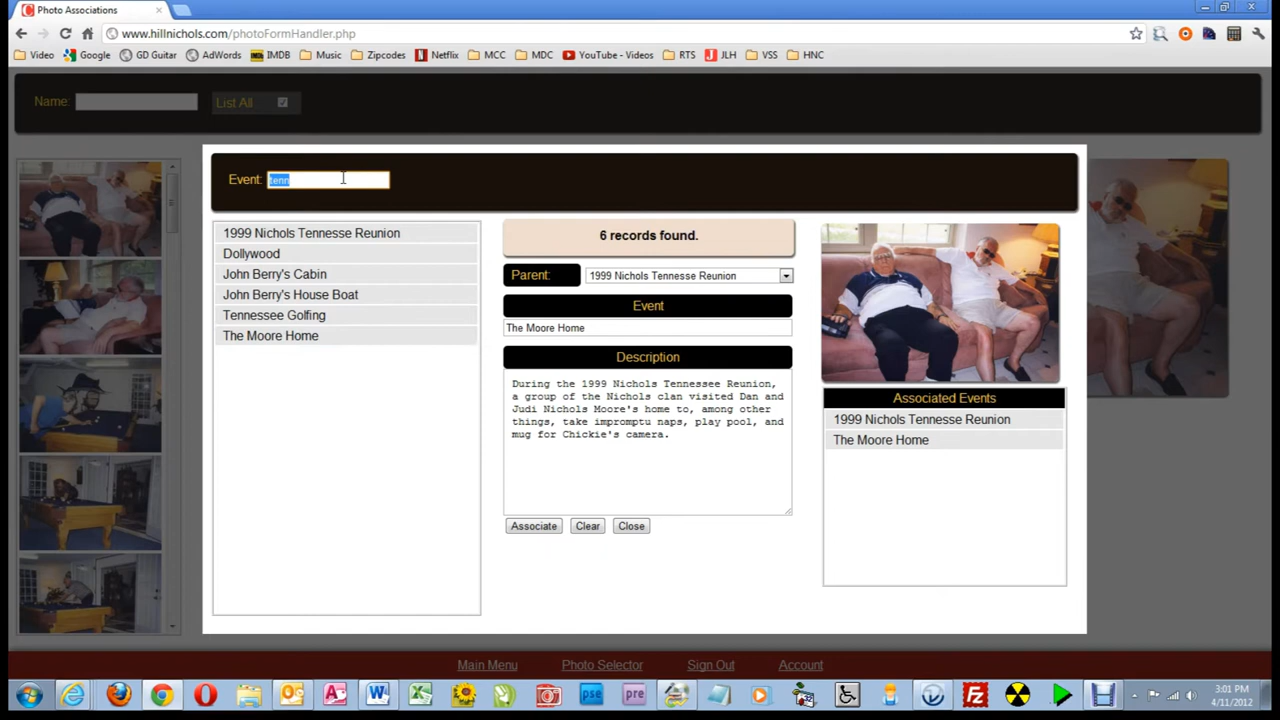 Photo Associations
www.hillnichols.com/photoFormHandler.php
Video Google GD Guitar AdWords IMDB Music Zipcodes Netflix MCC MDC YouTube - Videos RTS JLH VSS HNC
Name: List All
Event: tenn
1999 Nichols Tennesse Reunion
Dollywood
John Berry's Cabin
John Berry's House Boat
Tennessee Golfing
The Moore Home
6 records found.
Parent: 1999 Nichols Tennesse Reunion
Event
The Moore Home
Description
During the 1999 Nichols Tennessee Reunion,
a group of the Nichols clan visited Dan and
Judi Nichols Moore's home to, among other
things, take impromptu naps, play pool, and
mug for Chickie's camera.
Associate Clear Close
Associated Events
1999 Nichols Tennesse Reunion
The Moore Home
Main Menu Photo Selector Sign Out Account
pse pre
3:01 PM
4/11/2012